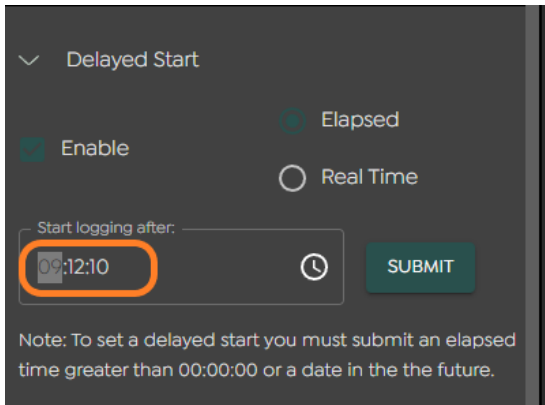 Delayed Start
Enable
Elapsed
Real Time
Start logging after:
09:12:10
SUBMIT
Note: To set a delayed start you must submit an elapsed
time greater than 00:00:00 or a date in the the future.